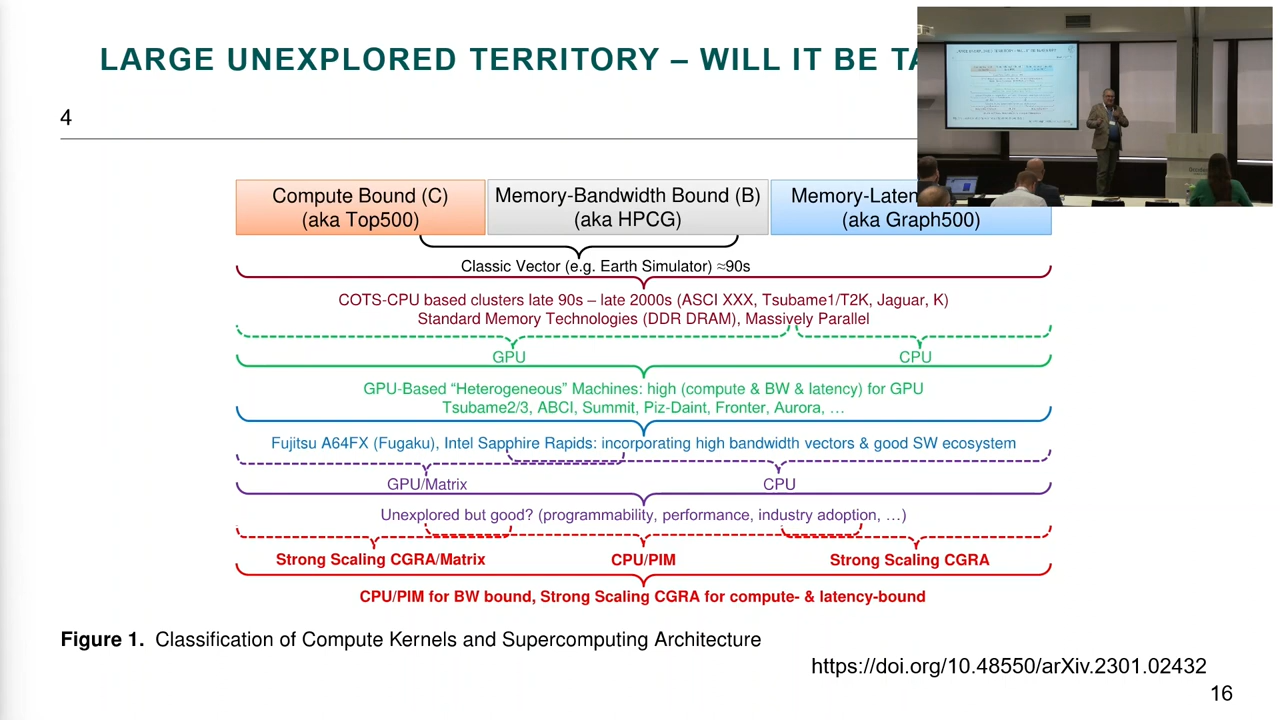 LARGE UNEXPLORED TERRITORY – WILL IT BE
4
Compute Bound (C)
(aka Top500)
Memory-Bandwidth Bound (B)
(aka HPCG)
(aka Graph500)
Classic Vector (e.g. Earth Simulator) ≈90s
COTS-CPU based clusters late 90s – late 2000s (ASCI XXX, Tsubame1/T2K, Jaguar, K)
Standard Memory Technologies (DDR DRAM), Massively Parallel
GPU
CPU
GPU-Based “Heterogeneous” Machines: high (compute & BW & latency) for GPU
Tsubame2/3, ABCI, Summit, Piz-Daint, Fronter, Aurora, …
Fujitsu A64FX (Fugaku), Intel Sapphire Rapids: incorporating high bandwidth vectors & good SW ecosystem
GPU/Matrix
CPU
Unexplored but good? (programmability, performance, industry adoption, …)
Strong Scaling CGRA/Matrix
CPU/PIM
Strong Scaling CGRA
CPU/PIM for BW bound, Strong Scaling CGRA for compute- & latency-bound
Figure 1. Classification of Compute Kernels and Supercomputing Architecture
https://doi.org/10.48550/arXiv.2301.02432
16